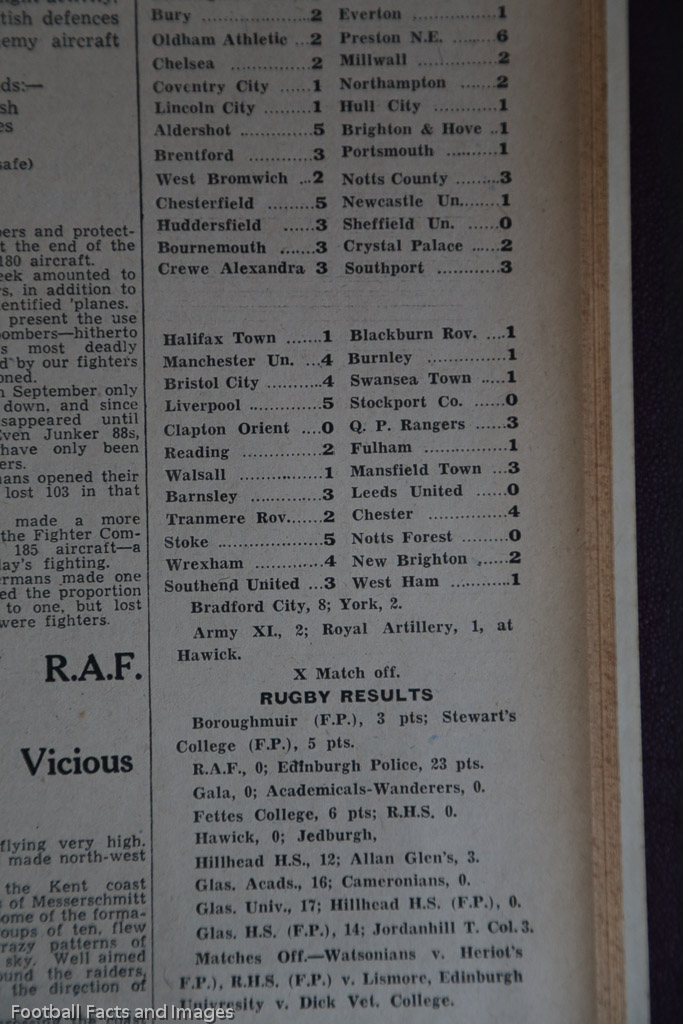 tish defences
emy aircraft
ds:—
sh
es
safe)
ers and protect-
t the end of the
180 aircraft.
eek amounted to
s, in addition to
entified 'planes.
present the use
ombers—hitherto
s most deadly
d by our fighters
oned.
n September only
down, and since
sappeared until
Even Junker 88s,
have only been
ers.
ans opened their
lost 103 in that
made a more
the Fighter Com-
185 aircraft—a
lay's fighting.
ermans made one
ed the proportion
to one, but lost
were fighters.
R.A.F.
Vicious
flying very high.
made north-west
the Kent coast
s of Messerschmitt
ome of the forma-
oups of ten, flew
razy patterns of
sky. Well aimed
und the raiders,
the direction of
Bury ..............2 Everton ...........1
Oldham Athletic ...2 Preston N.E. .......6
Chelsea ............2 Millwall ...........2
Coventry City ......1 Northampton .......2
Lincoln City .......1 Hull City ..........1
Aldershot ..........5 Brighton & Hove ..1
Brentford ..........3 Portsmouth .........1
West Bromwich ...2 Notts County ........3
Chesterfield ........5 Newcastle Un.......1
Huddersfield ......3 Sheffield Un. ......0
Bournemouth .......3 Crystal Palace .....2
Crewe Alexandra 3 Southport ...........3
Halifax Town .......1 Blackburn Rov. ....1
Manchester Un. ...4 Burnley .............1
Bristol City ..........4 Swansea Town .....1
Liverpool ............5 Stockport Co. ......0
Clapton Orient ....0 Q. P. Rangers ......3
Reading .............2 Fulham ..............1
Walsall ..............1 Mansfield Town ...3
Barnsley ............3 Leeds United ......0
Tranmere Rov......2 Chester .............4
Stoke ................5 Notts Forest ........0
Wrexham ...........4 New Brighton ......2
Southend United ...3 West Ham ..........1
Bradford City, 8; York, 2.
Army XI., 2; Royal Artillery, 1, at
Hawick.
X Match off.
RUGBY RESULTS
Boroughmuir (F.P.), 3 pts; Stewart's
College (F.P.), 5 pts.
R.A.F., 0; Edinburgh Police, 23 pts.
Gala, 0; Academicals-Wanderers, 0.
Fettes College, 6 pts; R.H.S. 0.
Hawick, 0; Jedburgh,
Hillhead H.S., 12; Allan Glen's, 3.
Glas. Acads., 16; Cameronians, 0.
Glas. Univ., 17; Hillhead H.S. (F.P.), 0.
Glas. H.S. (F.P.), 14; Jordanhill T. Col. 3.
Matches Off.—Watsonians v. Heriot's
F.P.), R.H.S. (F.P.) v. Lismore, Edinburgh
University v. Dick Vet. College.
Football Facts and Images